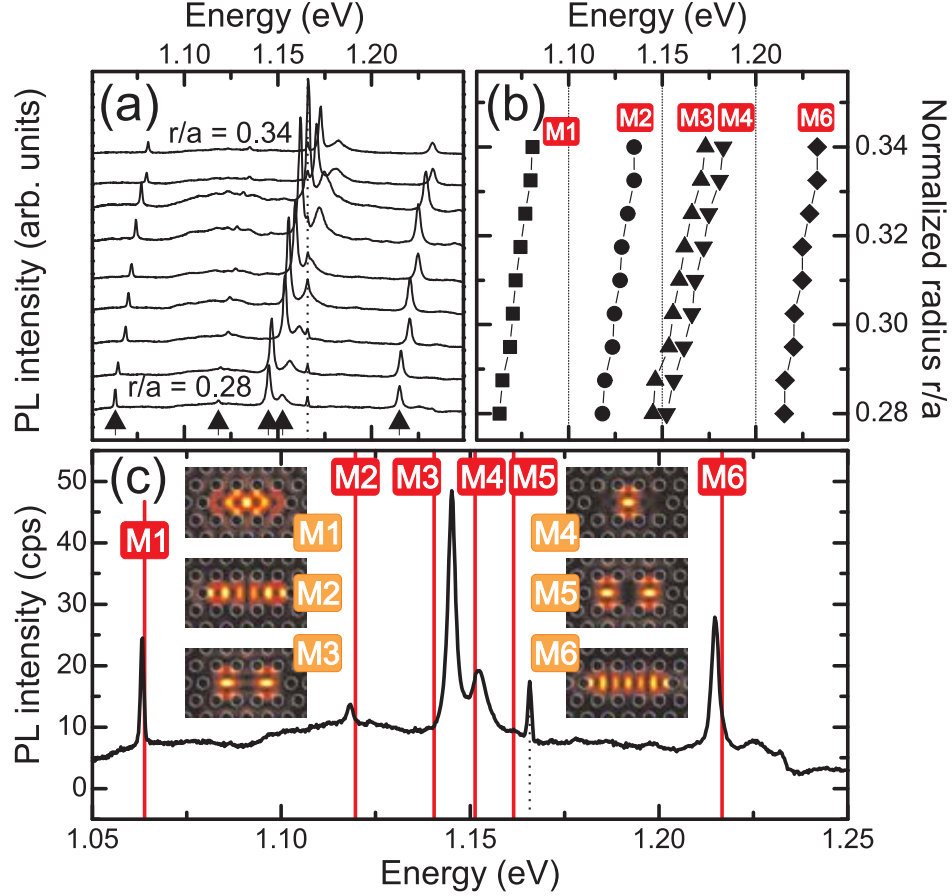 Energy (eV)
Energy (eV)
1.10 1.15 1.20
1.10 1.15 1.20
(a)
r/a = 0.34
r/a = 0.28
PL intensity (arb. units)
(b)
M1 M2 M3 M4 M6
0.34
0.32
0.30
0.28
Normalized radius r/a
(c)
M1 M2 M3 M4 M5 M6
M1
M2
M3
M4
M5
M6
50
40
30
20
10
0
PL intensity (cps)
1.05 1.10 1.15 1.20 1.25
Energy (eV)